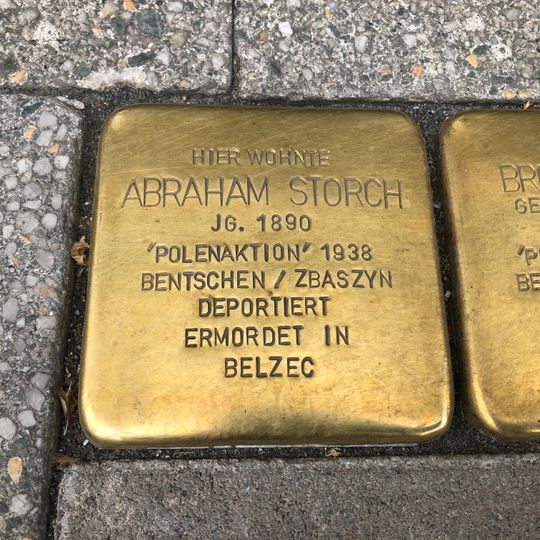 HIER WOHNTE
ABRAHAM STORCH
JG. 1890
"POLENAKTION" 1938
BENTSCHEN / ZBASZYN
DEPORTIERT
ERMORDET IN
BELZEC